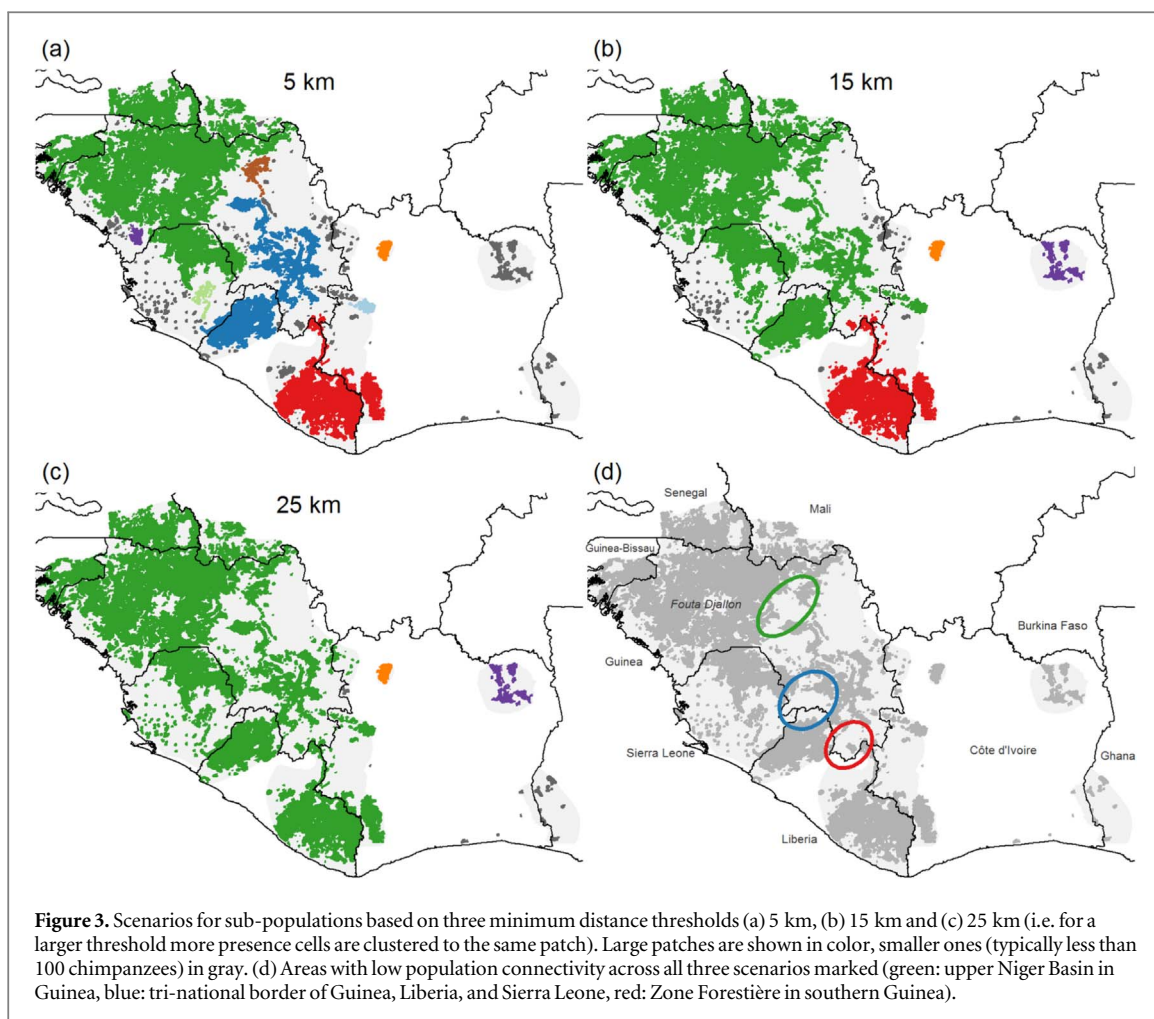 (a)
5 km
(b)
15 km
(c)
25 km
(d)
Senegal
Mali
Guinea-Bissau
Fouta Djallon
Burkina Faso
Guinea
Sierra Leone
Côte d'Ivoire
Ghana
Liberia
Figure 3. Scenarios for sub-populations based on three minimum distance thresholds (a) 5 km, (b) 15 km and (c) 25 km (i.e. for a
larger threshold more presence cells are clustered to the same patch). Large patches are shown in color, smaller ones (typically less than
100 chimpanzees) in gray. (d) Areas with low population connectivity across all three scenarios marked (green: upper Niger Basin in
Guinea, blue: tri-national border of Guinea, Liberia, and Sierra Leone, red: Zone Forestière in southern Guinea).